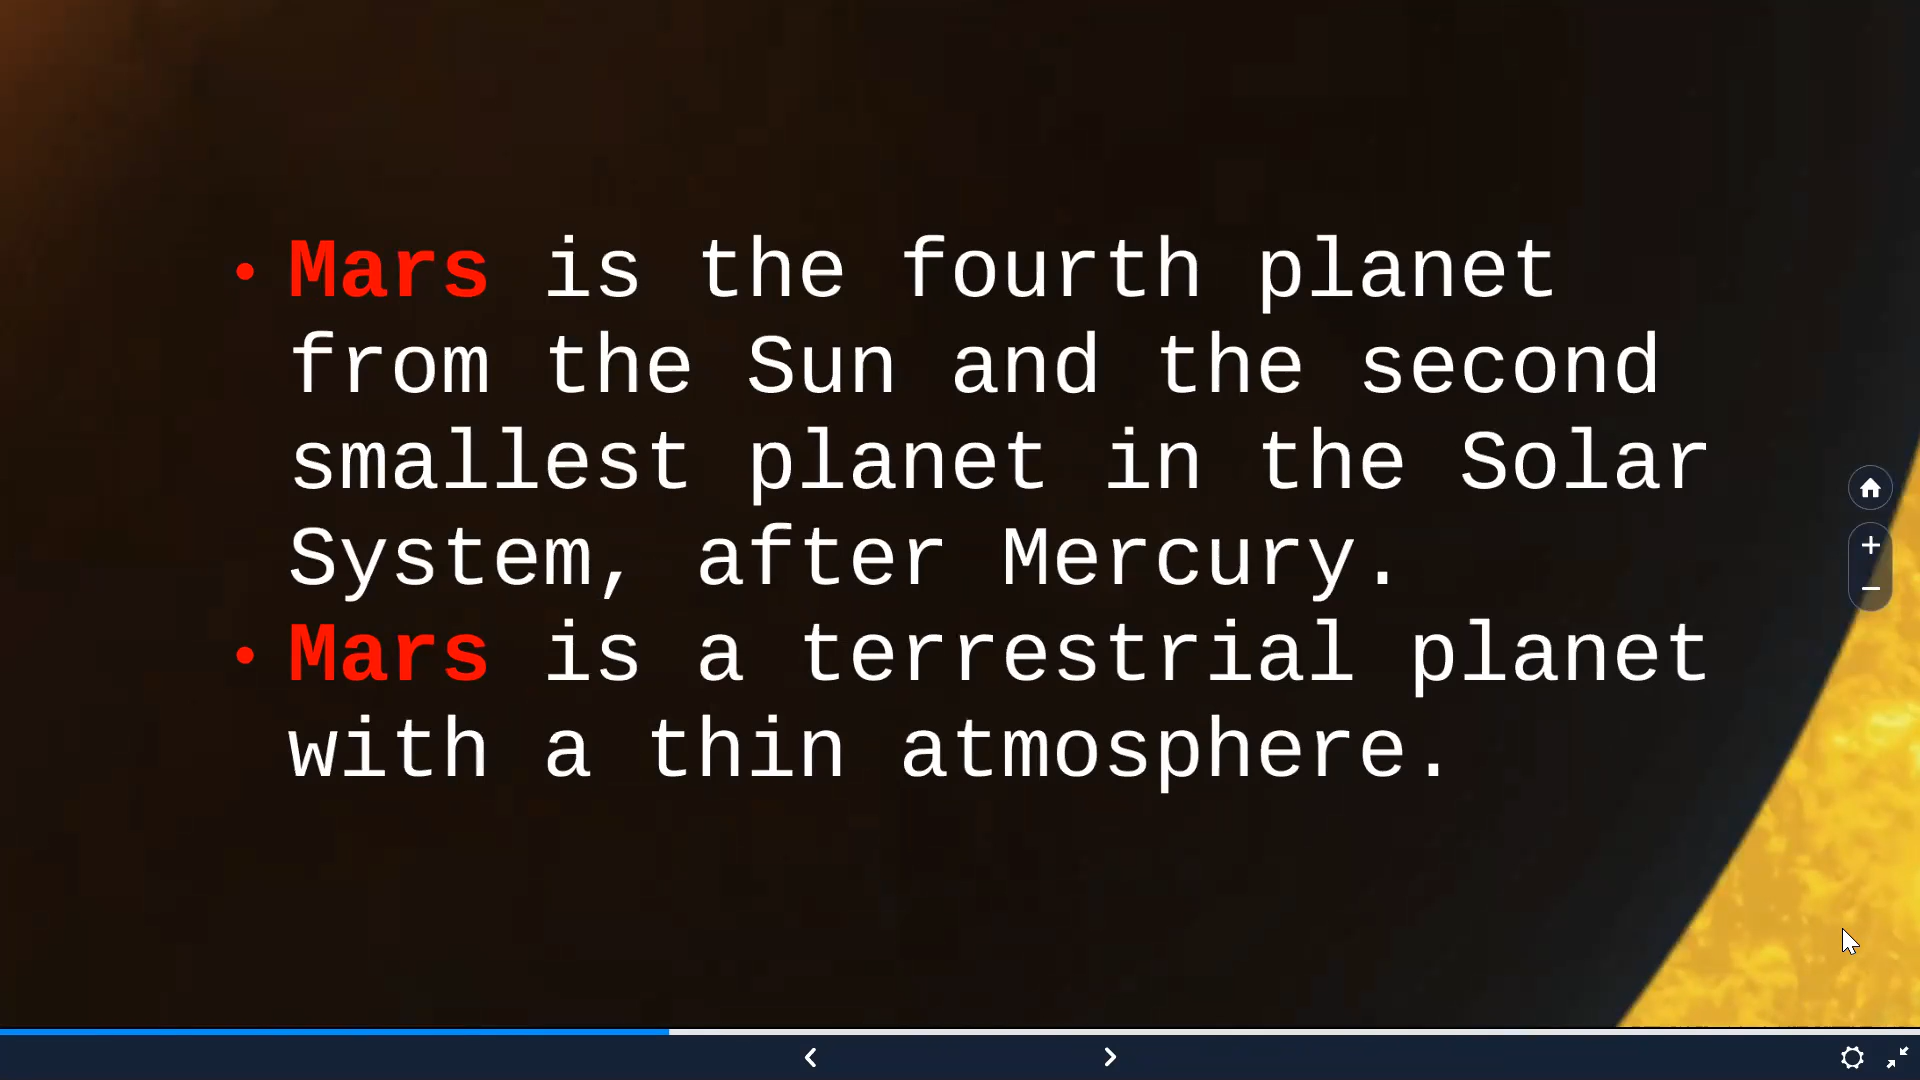 • Mars is the fourth planet
from the Sun and the second
smallest planet in the Solar
System, after Mercury.
• Mars is a terrestrial planet
with a thin atmosphere.